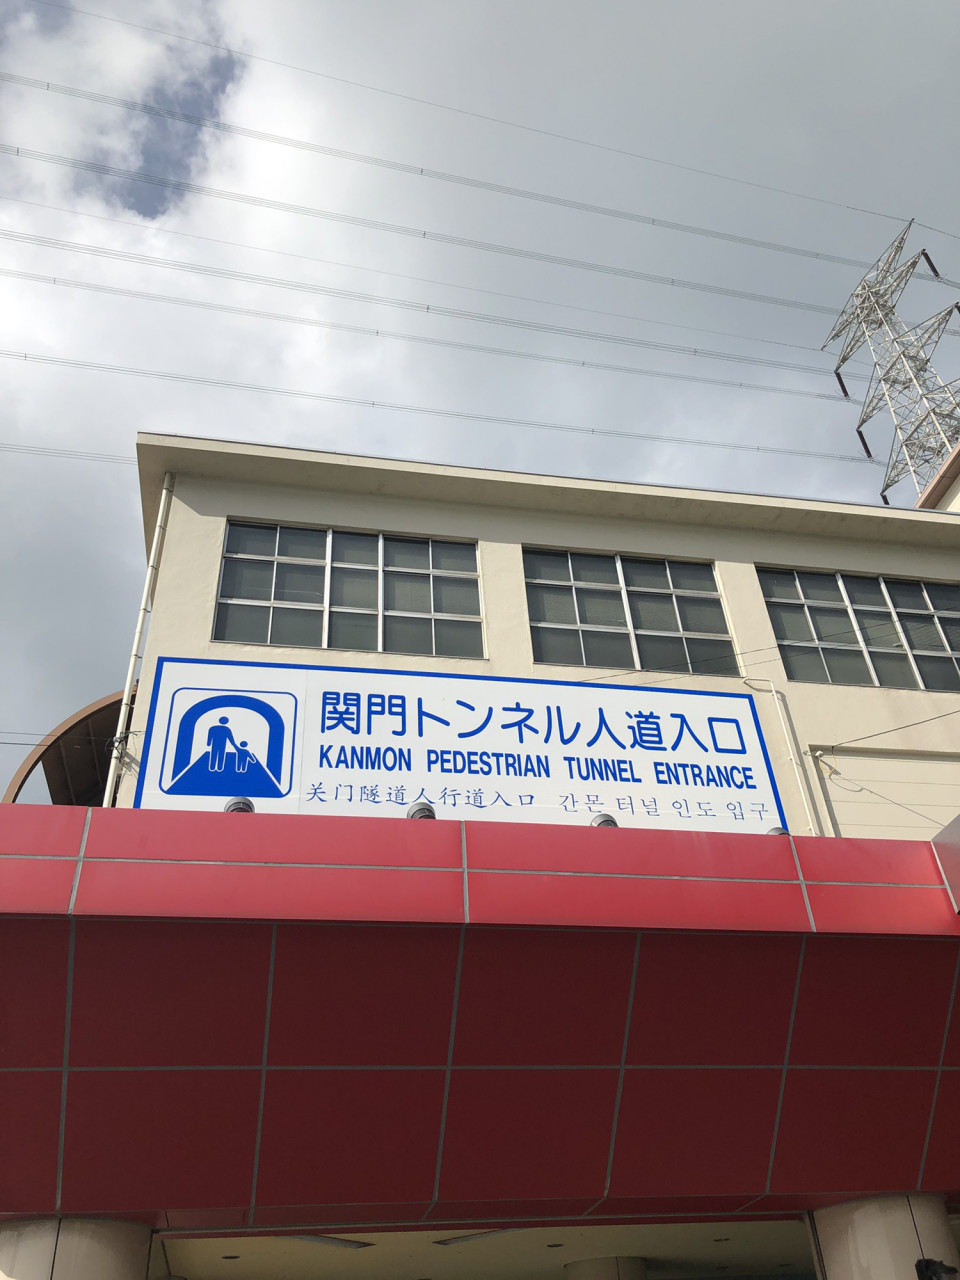 関門トンネル人道入口
KANMON PEDESTRIAN TUNNEL ENTRANCE
关门隧道人行道入口 간몬 터널 인도 입구